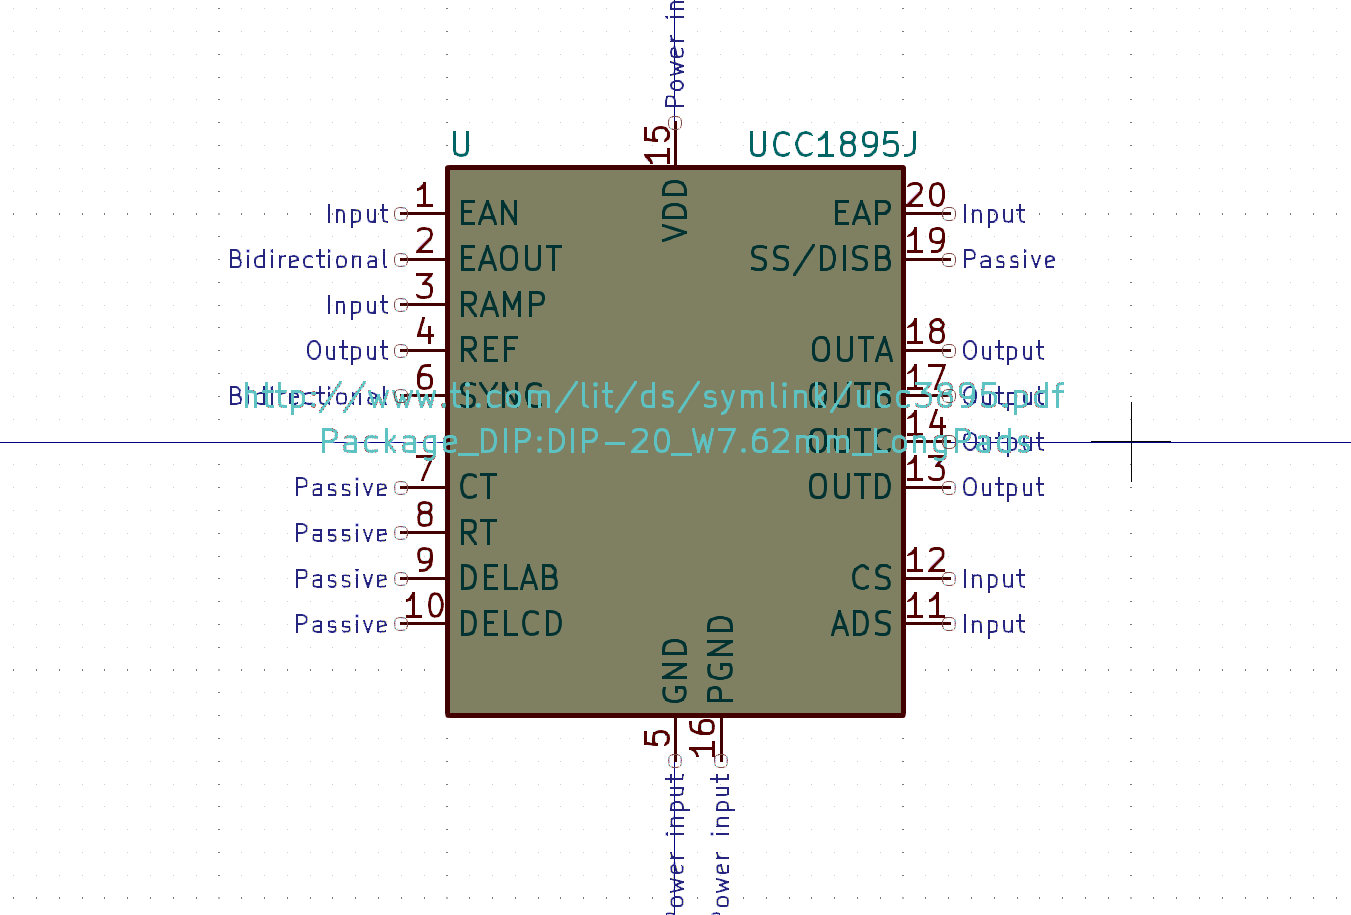 Power in
15
U
UCC1895J
VDD
Input 1 EAN
EAP 20 Input
Bidirectional 2 EAOUT
SS/DISB 19 Passive
Input 3 RAMP
Output 4 REF
OUTA 18 Output
Bidirectional 6 SYNC
OUTB 17 Output
http://www.ti.com/lit/ds/symlink/ucc3895.pdf
OUTC 14 Output
Package_DIP:DIP-20_W7.62mm_LongPads
Passive 7 CT
OUTD 13 Output
Passive 8 RT
Passive 9 DELAB
CS 12 Input
Passive 10 DELCD
ADS 11 Input
GND
PGND
5
16
Power input
Power input